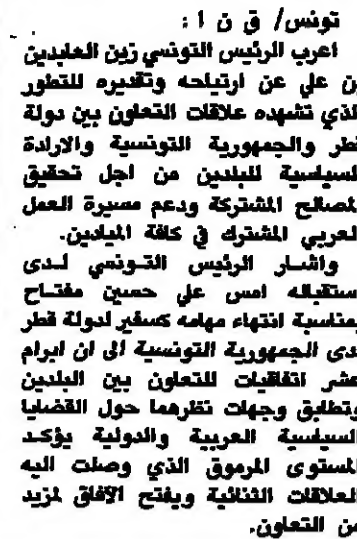 تونس/ ق ن ا :
اعرب الرئيس التونسي زين العابدين
بن علي عن ارتياحه وتقديره للتطور
الذي تشهده علاقات التعاون بين دولة
قطر والجمهورية التونسية والارادة
السياسية للبلدين من اجل تحقيق
المصالح المشتركة ودعم مسيرة العمل
العربي المشترك في كافة الميادين.
واشار الرئيس التونسي لدى
استقباله امس علي حسين مفتاح
بمناسبة انتهاء مهامه كسفير لدولة قطر
لدى الجمهورية التونسية الى ان ابرام
عشر اتفاقيات للتعاون بين البلدين
وتطابق وجهات نظرهما حول القضايا
السياسية العربية والدولية يؤكد
المستوى المرموق الذي وصلت اليه
العلاقات الثنائية ويفتح الآفاق لمزيد
من التعاون.